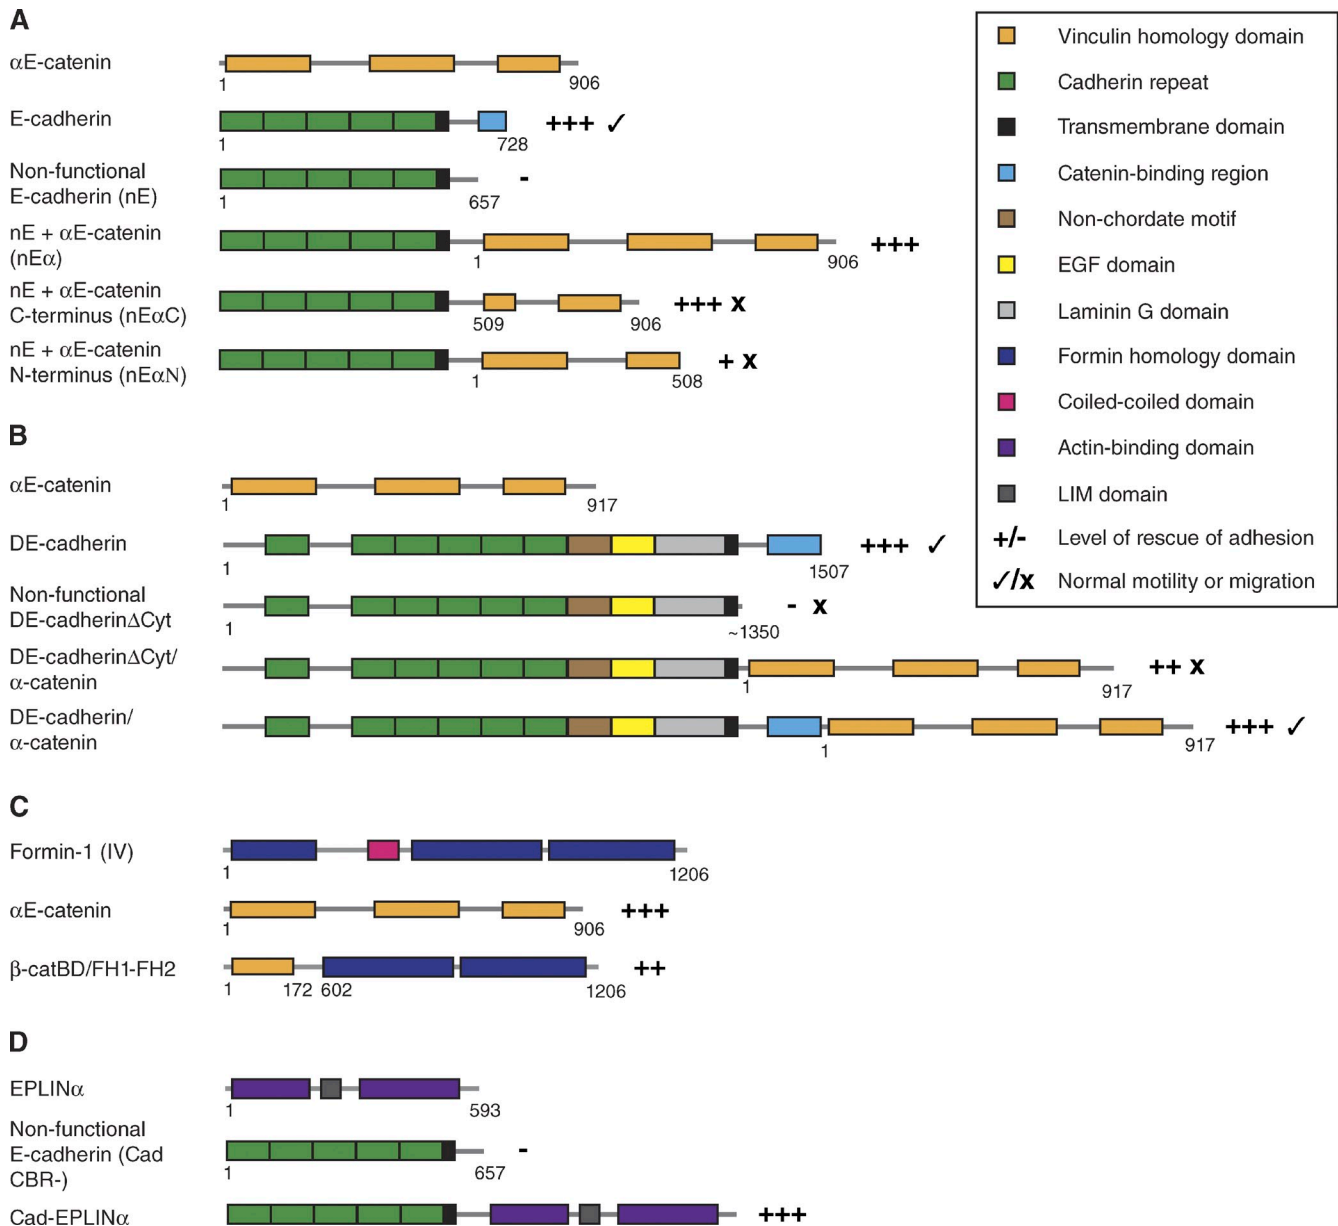 A
αE-catenin
1
906
E-cadherin
+++ ✓
1
728
Non-functional
E-cadherin (nE)
-
1
657
nE + αE-catenin
(nEα)
+++
1
906
nE + αE-catenin
C-terminus (nEαC)
+++ x
509
906
nE + αE-catenin
N-terminus (nEαN)
+ x
1
508
Vinculin homology domain
Cadherin repeat
Transmembrane domain
Catenin-binding region
Non-chordate motif
EGF domain
Laminin G domain
Formin homology domain
Coiled-coiled domain
Actin-binding domain
LIM domain
+/- Level of rescue of adhesion
✓/x Normal motility or migration
B
αE-catenin
1
917
DE-cadherin
+++ ✓
1
1507
Non-functional
DE-cadherinΔCyt
- x
1
~1350
DE-cadherinΔCyt/
α-catenin
++ x
1
917
DE-cadherin/
α-catenin
+++ ✓
1
917
C
Formin-1 (IV)
1
1206
αE-catenin
+++
1
906
β-catBD/FH1-FH2
++
1
172 602
1206
D
EPLINα
1
593
Non-functional
E-cadherin (Cad
CBR-)
-
1
657
Cad-EPLINα
+++